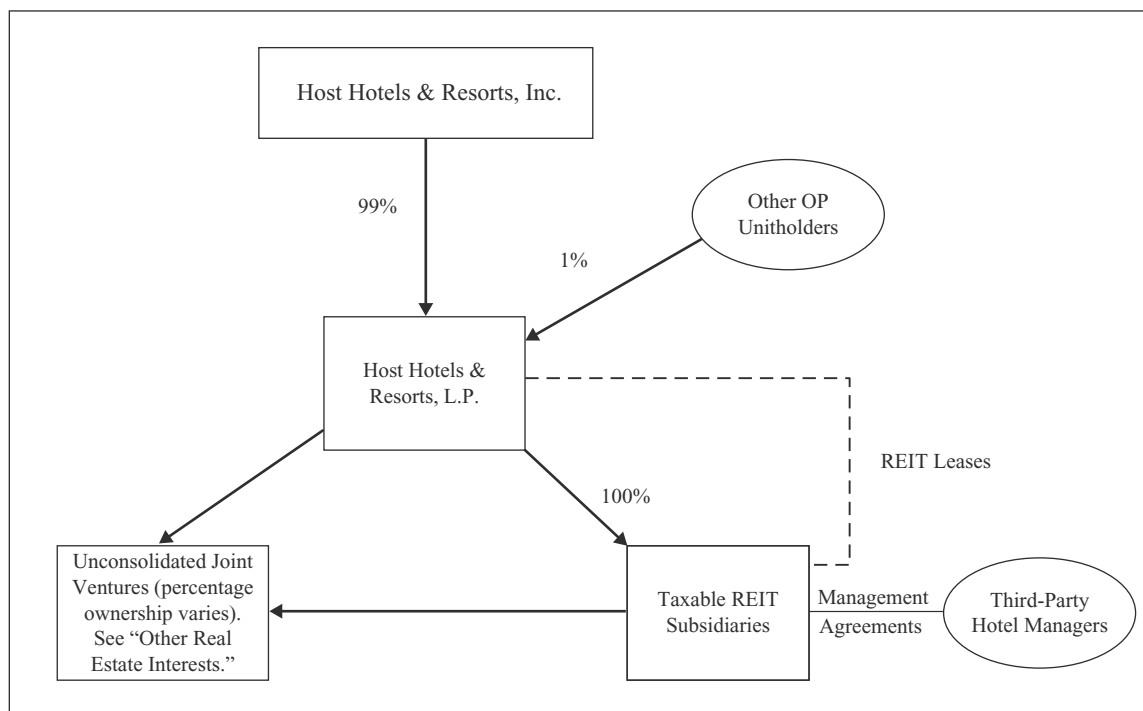 Host Hotels & Resorts, Inc.
99%
Other OP
Unitholders
1%
Host Hotels &
Resorts, L.P.
REIT Leases
100%
Unconsolidated Joint
Ventures (percentage
ownership varies).
See “Other Real
Estate Interests.”
Taxable REIT
Subsidiaries
Management
Agreements
Third-Party
Hotel Managers